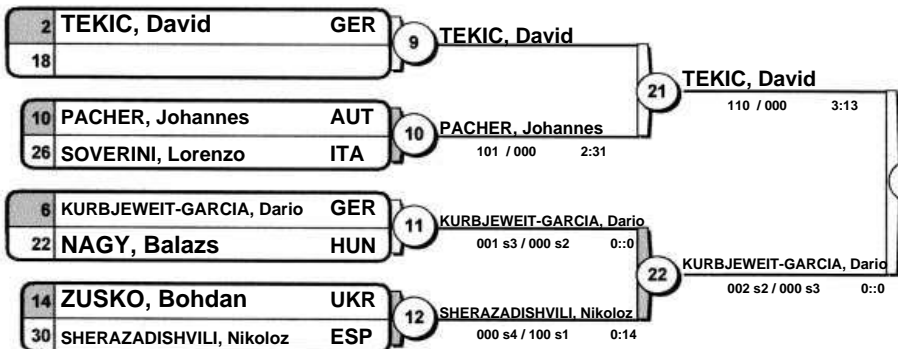 2 TEKIC, David GER
18
9
TEKIC, David
10 PACHER, Johannes AUT
26 SOVERINI, Lorenzo ITA
10
PACHER, Johannes
101 / 000 2:31
21
TEKIC, David
110 / 000 3:13
6 KURBJEWEIT-GARCIA, Dario GER
22 NAGY, Balazs HUN
11
KURBJEWEIT-GARCIA, Dario
001 s3 / 000 s2 0::0
14 ZUSKO, Bohdan UKR
30 SHERAZADISHVILI, Nikoloz ESP
12
SHERAZADISHVILI, Nikoloz
000 s4 / 100 s1 0:14
22
KURBJEWEIT-GARCIA, Dario
002 s2 / 000 s3 0::0